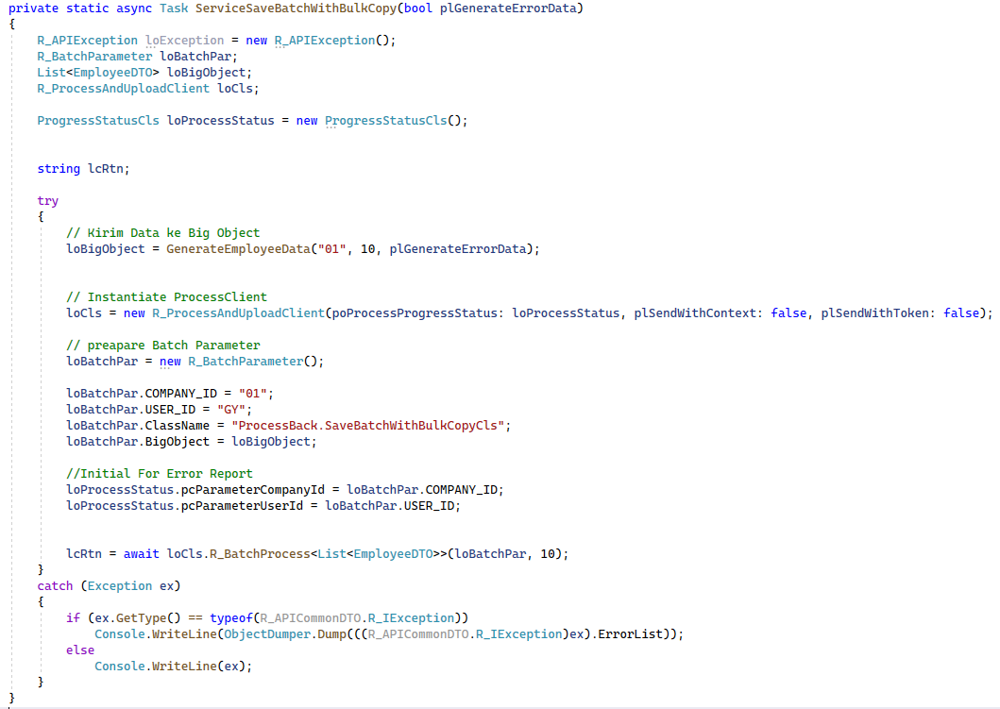 private static async Task ServiceSaveBatchWithBulkCopy(bool plGenerateErrorData)
{
    R_APIException loException = new R_APIException();
    R_BatchParameter loBatchPar;
    List<EmployeeDTO> loBigObject;
    R_ProcessAndUploadClient loCls;

    ProgressStatusCls loProcessStatus = new ProgressStatusCls();


    string lcRtn;

    try
    {
        // Kirim Data ke Big Object
        loBigObject = GenerateEmployeeData("01", 10, plGenerateErrorData);


        // Instantiate ProcessClient
        loCls = new R_ProcessAndUploadClient(poProcessProgressStatus: loProcessStatus, plSendWithContext: false, plSendWithToken: false);

        // preapare Batch Parameter
        loBatchPar = new R_BatchParameter();

        loBatchPar.COMPANY_ID = "01";
        loBatchPar.USER_ID = "GY";
        loBatchPar.ClassName = "ProcessBack.SaveBatchWithBulkCopyCls";
        loBatchPar.BigObject = loBigObject;

        //Initial For Error Report
        loProcessStatus.pcParameterCompanyId = loBatchPar.COMPANY_ID;
        loProcessStatus.pcParameterUserId = loBatchPar.USER_ID;


        lcRtn = await loCls.R_BatchProcess<List<EmployeeDTO>>(loBatchPar, 10);
    }
    catch (Exception ex)
    {
        if (ex.GetType() == typeof(R_APICommonDTO.R_IException))
            Console.WriteLine(ObjectDumper.Dump(((R_APICommonDTO.R_IException)ex).ErrorList));
        else
            Console.WriteLine(ex);
    }
}